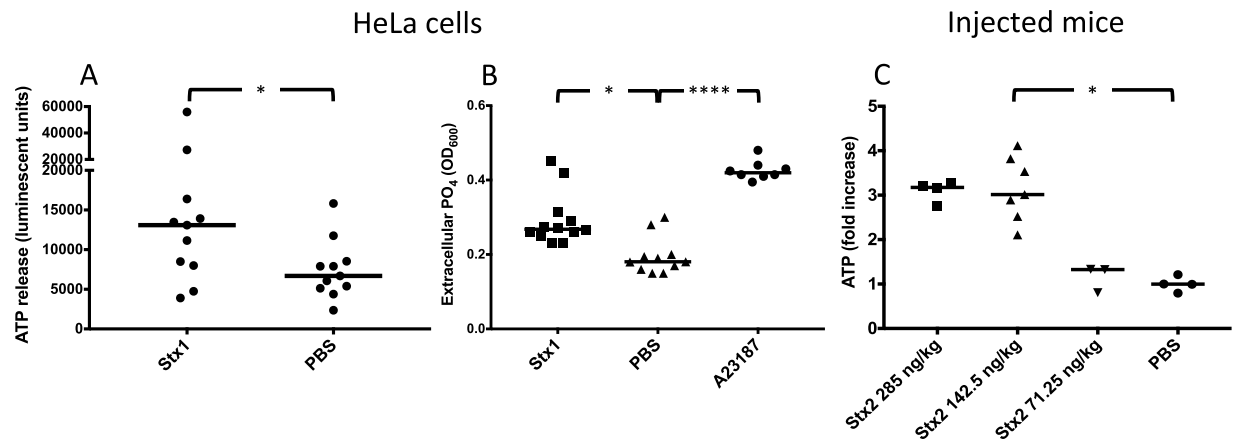 HeLa cells
Injected mice
A
*
ATP release (luminescent units)
60000
40000
20000
20000
15000
10000
5000
0
Stx1
PBS
B
*
****
Extracellular PO4 (OD600)
0.6
0.4
0.2
0.0
Stx1
PBS
A23187
C
*
ATP (fold increase)
5
4
3
2
1
0
Stx2 285 ng/kg
Stx2 142.5 ng/kg
Stx2 71.25 ng/kg
PBS